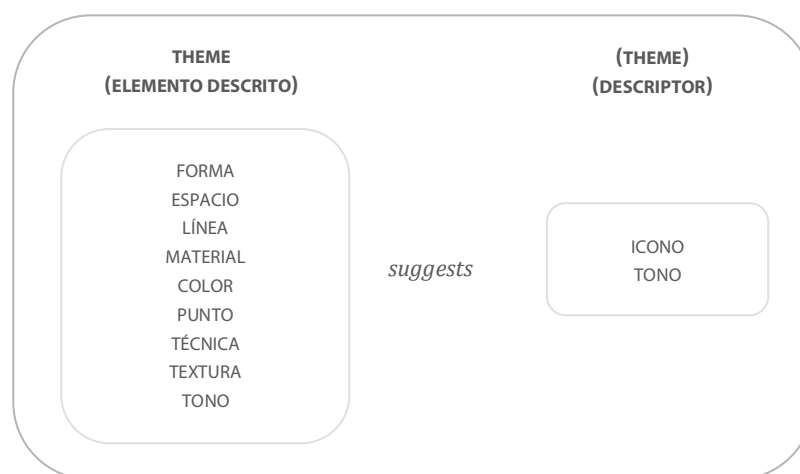 THEME
(ELEMENTO DESCRITO)
(THEME)
(DESCRIPTOR)
FORMA
ESPACIO
LÍNEA
MATERIAL
COLOR
PUNTO
TÉCNICA
TEXTURA
TONO
suggests
ICONO
TONO